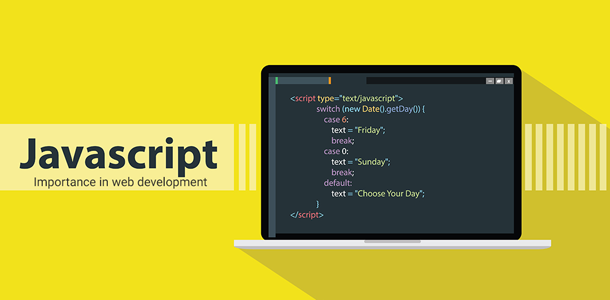 Javascript
Importance in web development
<script type="text/javascript">
switch (new Date().getDay()) {
case 6:
text = "Friday";
break;
case 0:
text = "Sunday";
break;
default:
text = "Choose Your Day";
}
</script>